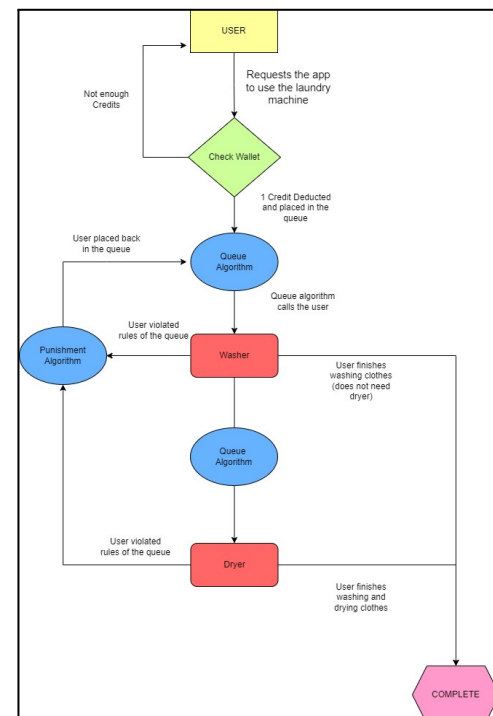 USER
Requests the app
to use the laundry
machine
Not enough
Credits
Check Wallet
1 Credit Deducted
and placed in the
queue
User placed back
in the queue
Queue
Algorithm
Queue algorithm
calls the user
User violated
rules of the queue
Punishment
Algorithm
Washer
User finishes
washing clothes
(does not need
dryer)
Queue
Algorithm
User violated
rules of the queue
Dryer
User finishes
washing and
drying clothes
COMPLETE